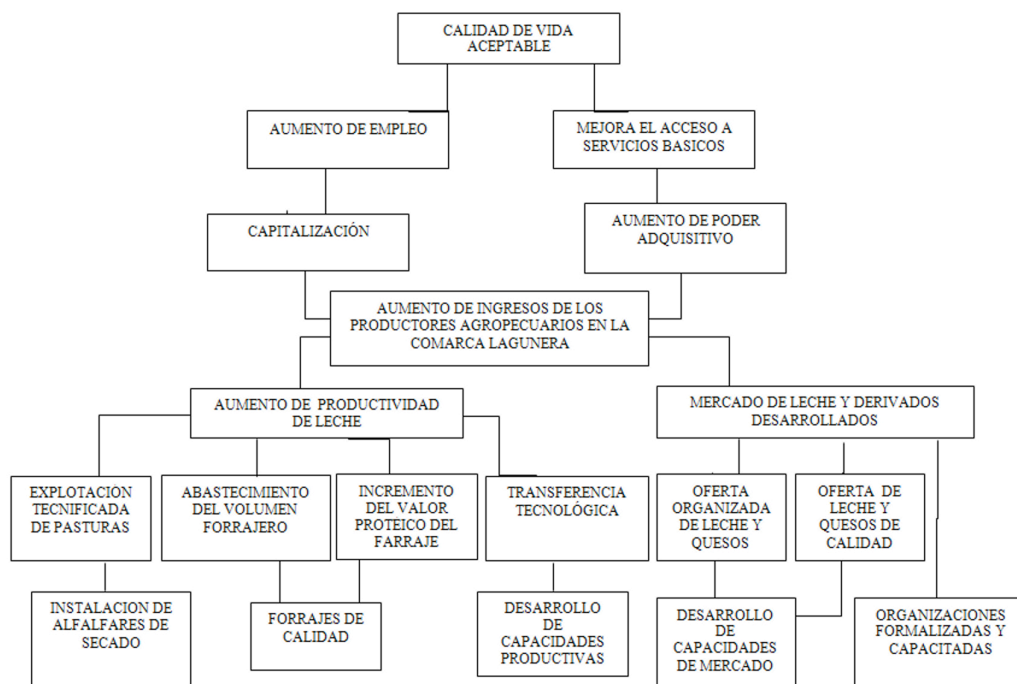 CALIDAD DE VIDA
ACEPTABLE
AUMENTO DE EMPLEO
MEJORA EL ACCESO A
SERVICIOS BASICOS
CAPITALIZACIÓN
AUMENTO DE PODER
ADQUISITIVO
AUMENTO DE INGRESOS DE LOS
PRODUCTORES AGROPECUARIOS EN LA
COMARCA LAGUNERA
AUMENTO DE PRODUCTIVIDAD
DE LECHE
MERCADO DE LECHE Y DERIVADOS
DESARROLLADOS
EXPLOTACIÓN
TECNIFICADA
DE PASTURAS
ABASTECIMIENTO
DEL VOLUMEN
FORRAJERO
INCREMENTO
DEL VALOR
PROTÉICO DEL
FARRAJE
TRANSFERENCIA
TECNOLÓGICA
OFERTA
ORGANIZADA
DE LECHE Y
QUESOS
OFERTA DE
LECHE Y
QUESOS DE
CALIDAD
INSTALACION DE
ALFALFARES DE
SECADO
FORRAJES DE
CALIDAD
DESARROLLO
DE
CAPACIDADES
PRODUCTIVAS
DESARROLLO
DE
CAPACIDADES
DE MERCADO
ORGANIZACIONES
FORMALIZADAS Y
CAPACITADAS